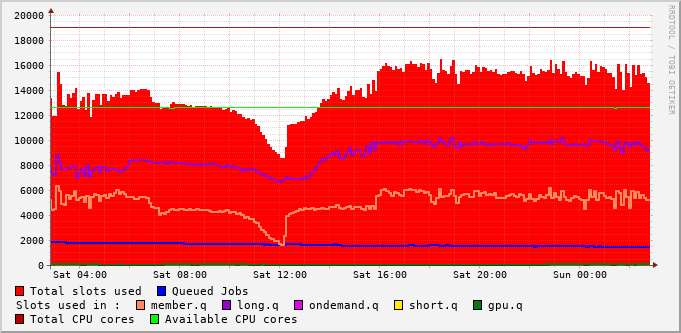 20000
18000
16000
14000
12000
10000
8000
6000
4000
2000
0
Sat 04:00 Sat 08:00 Sat 12:00 Sat 16:00 Sat 20:00 Sun 00:00
RRDTOOL / TOBI OETIKER
Total slots used Queued Jobs
Slots used in : member.q long.q ondemand.q short.q gpu.q
Total CPU cores Available CPU cores